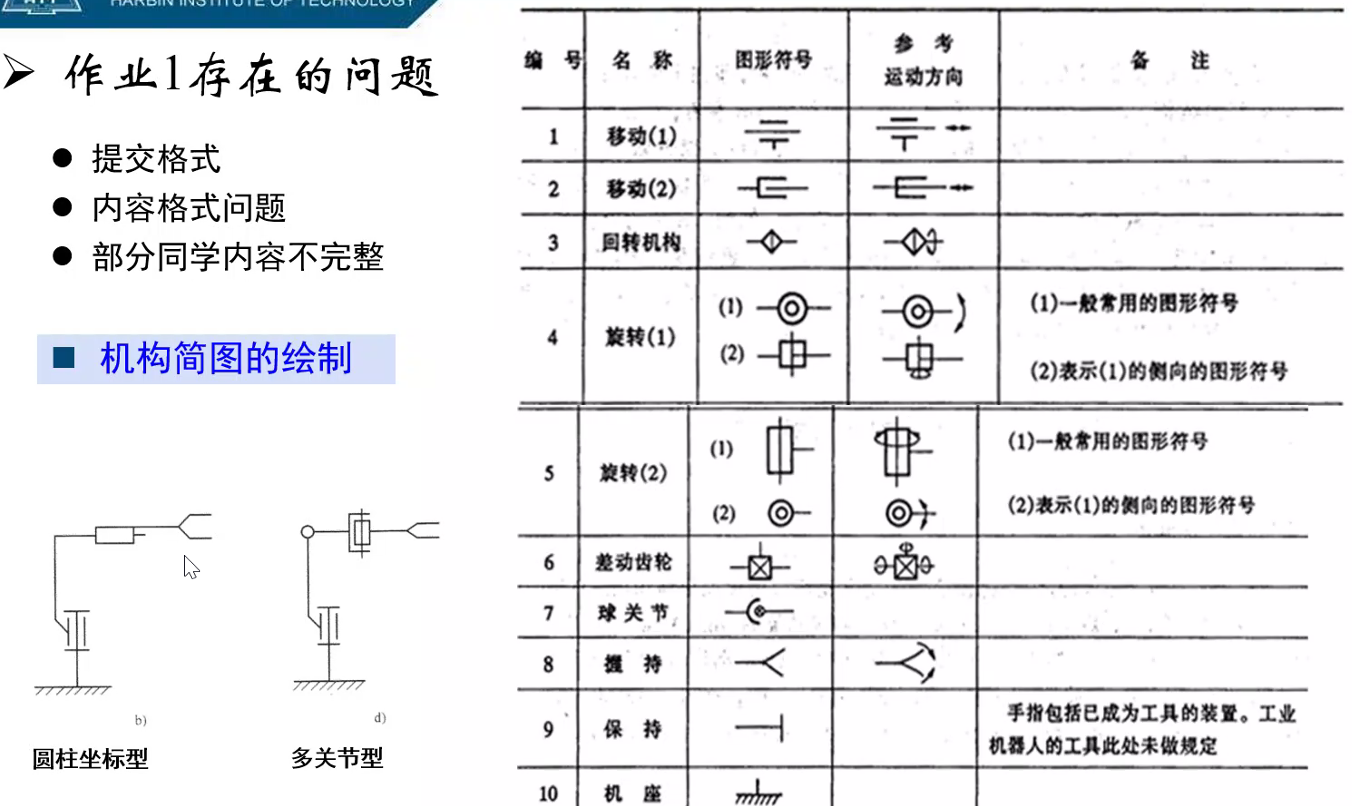 HARBIN INSTITUTE OF TECHNOLOGY
作业1存在的问题
提交格式
内容格式问题
部分同学内容不完整
机构简图的绘制
b)
d)
圆柱坐标型
多关节型
编 号 名 称 图形符号 参 考 运动方向 备 注
1 移动(1)
2 移动(2)
3 回转机构
4 旋转(1) (1) (1)一般常用的图形符号
(2) (2)表示(1)的侧向的图形符号
5 旋转(2) (1) (1)一般常用的图形符号
(2) (2)表示(1)的侧向的图形符号
6 差动齿轮
7 球 关 节
8 握 持
9 保 持 手指包括已成为工具的装置。工业
机器人的工具此处未做规定
10 机 座